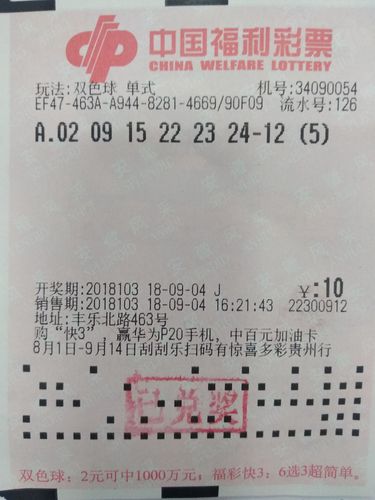 中国福利彩票
CHINA WELFARE LOTTERY
玩法:双色球 单式 机号:34090054
EF47-463A-A944-8281-4669/90F09 流水号:126
A.02 09 15 22 23 24-12 (5)
开奖期:2018103 18-09-04 J ¥:10
销售期:2018103 18-09-04 16:21:43 22300912
地址:丰乐北路463号
购“快3”,赢华为P20手机,中百元加油卡
8月1日-9月14日刮刮乐扫码有惊喜多彩贵州行
已兑奖
双色球:2元可中1000万元;福彩快3:6选3超简单。